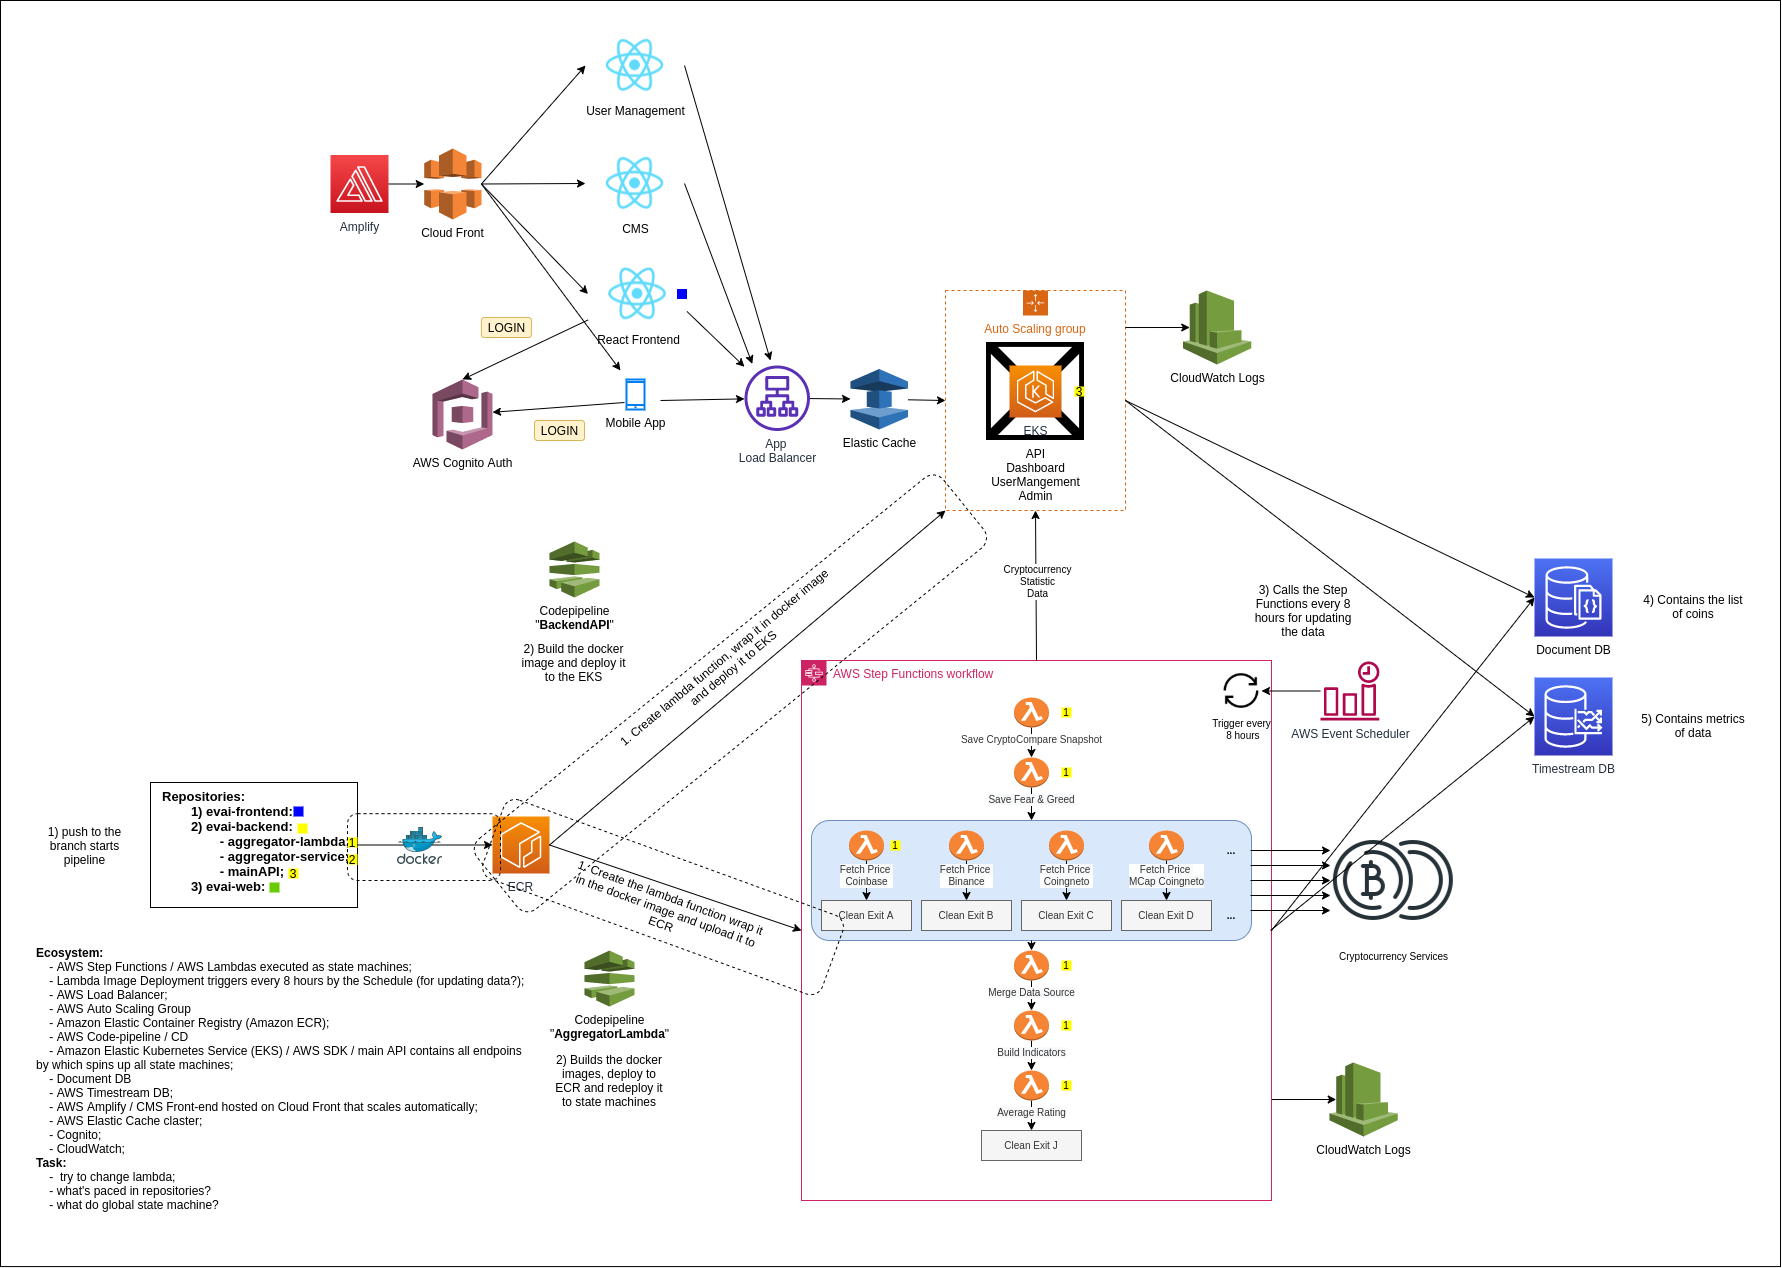 User Management
Amplify
Cloud Front
CMS
LOGIN
React Frontend
LOGIN
Mobile App
AWS Cognito Auth
App
Load Balancer
Elastic Cache
Auto Scaling group
3
EKS
API
Dashboard
UserMangement
Admin
CloudWatch Logs
Codepipeline
"BackendAPI"
2) Build the docker
image and deploy it
to the EKS
1. Create lambda function, wrap it in docker image
and deploy it to EKS
Cryptocurrency
Statistic
Data
3) Calls the Step
Functions every 8
hours for updating
the data
Document DB
4) Contains the list
of coins
Timestream DB
5) Contains metrics
of data
AWS Step Functions workflow
Trigger every
8 hours
AWS Event Scheduler
1
Save CryptoCompare Snapshot
1
Save Fear & Greed
1
Fetch Price
Coinbase
Fetch Price
Binance
Fetch Price
Coingneto
Fetch Price
MCap Coingneto
...
Clean Exit A
Clean Exit B
Clean Exit C
Clean Exit D
...
1
Merge Data Source
1
Build Indicators
1
Average Rating
Clean Exit J
Cryptocurrency Services
CloudWatch Logs
1) push to the
branch starts
pipeline
Repositories:
1) evai-frontend:
2) evai-backend:
- aggregator-lambda 1
- aggregator-service 2
- mainAPI; 3
3) evai-web:
docker
ECR
1. Create the lambda function wrap it
in the docker image and upload it to
ECR
Codepipeline
"AggregatorLambda"
2) Builds the docker
images, deploy to
ECR and redeploy it
to state machines
Ecosystem:
- AWS Step Functions / AWS Lambdas executed as state machines;
- Lambda Image Deployment triggers every 8 hours by the Schedule (for updating data?);
- AWS Load Balancer;
- AWS Auto Scaling Group
- Amazon Elastic Container Registry (Amazon ECR);
- AWS Code-pipeline / CD
- Amazon Elastic Kubernetes Service (EKS) / AWS SDK / main API contains all endpoins
by which spins up all state machines;
- Document DB
- AWS Timestream DB;
- AWS Amplify / CMS Front-end hosted on Cloud Front that scales automatically;
- AWS Elastic Cache claster;
- Cognito;
- CloudWatch;
Task:
- try to change lambda;
- what's paced in repositories?
- what do global state machine?